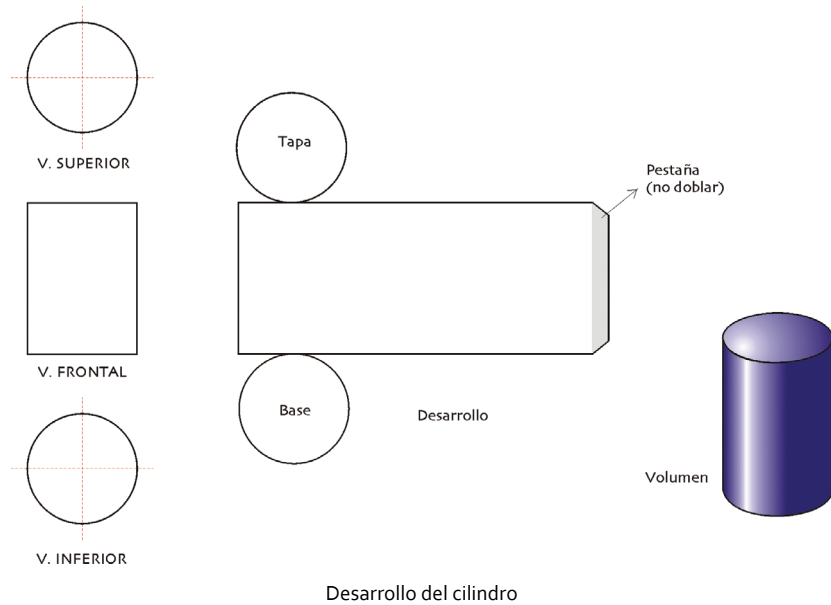 V. SUPERIOR
V. FRONTAL
V. INFERIOR
Tapa
Pestaña
(no doblar)
Base
Desarrollo
Volumen
Desarrollo del cilindro